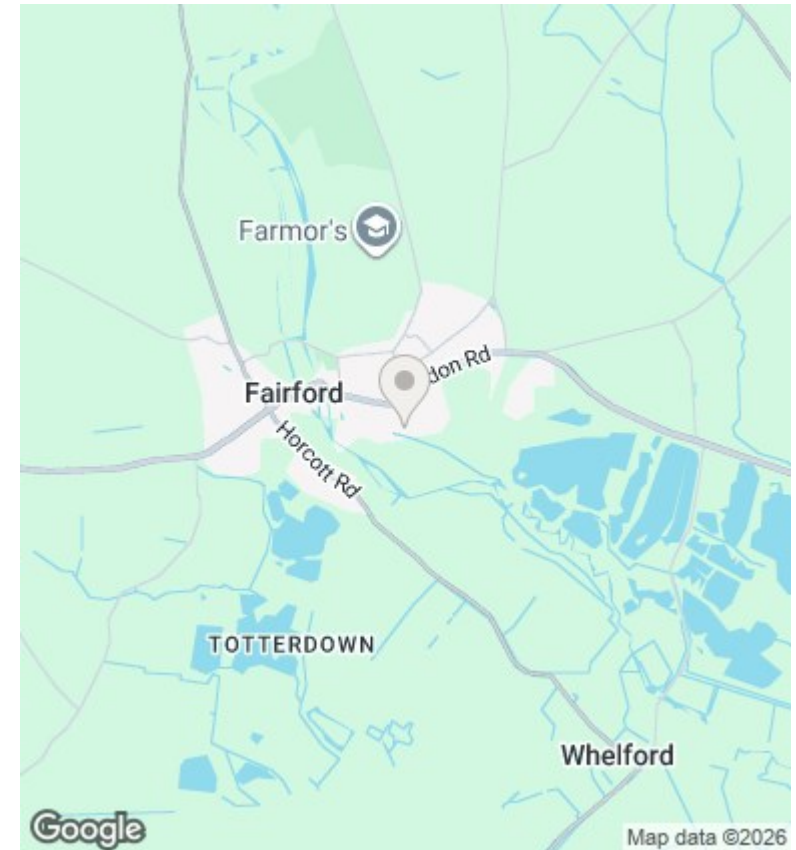 Farmor's
don Rd
Fairford
Horcott Rd
TOTTERDOWN
Whelford
Google
Map data ©2026